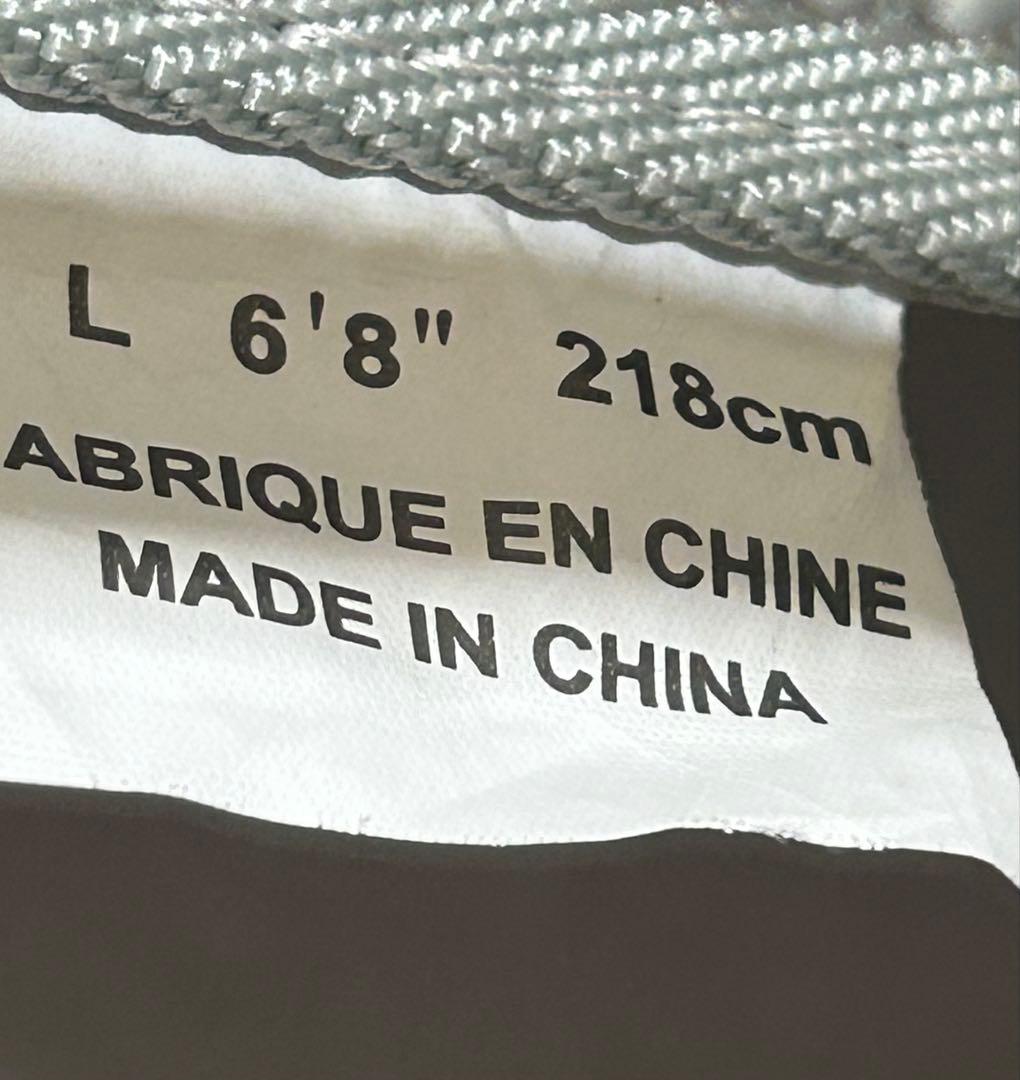 L 6'8" 218cm
ABRIQUE EN CHINE
MADE IN CHINA